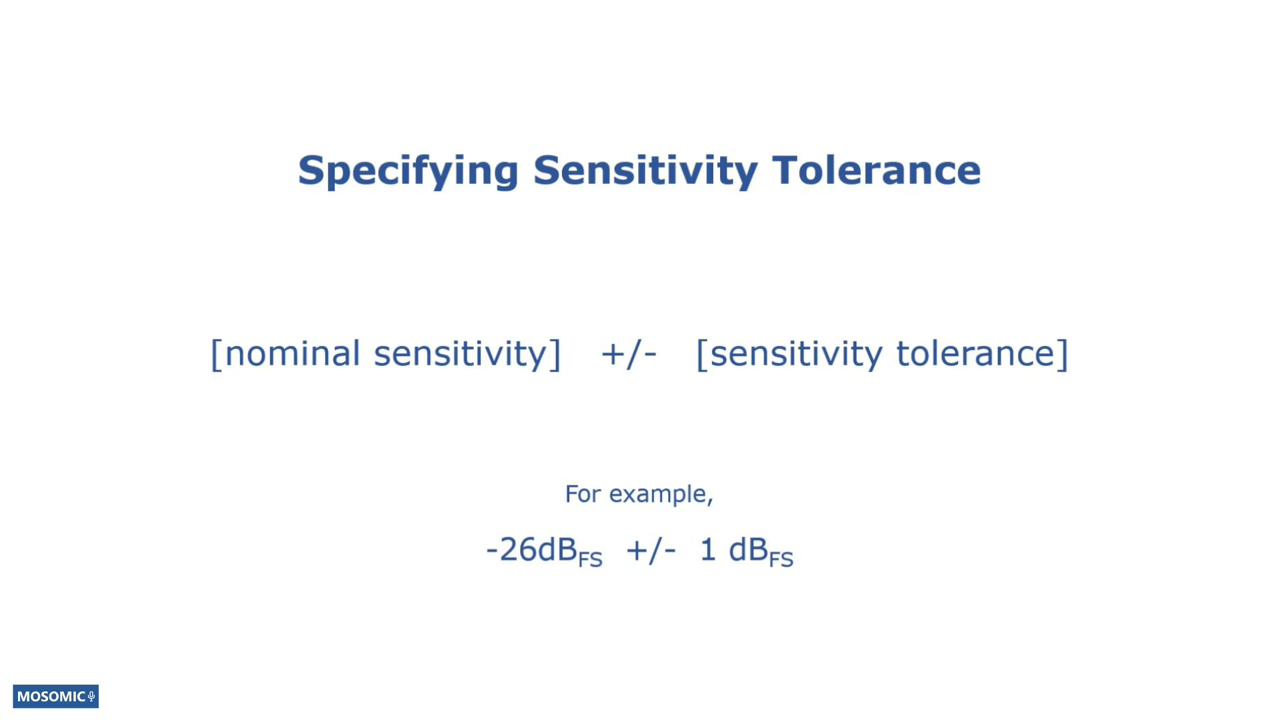 Specifying Sensitivity Tolerance
[nominal sensitivity] +/- [sensitivity tolerance]
For example,
-26dBFS +/- 1 dBFS
MOSOMIC